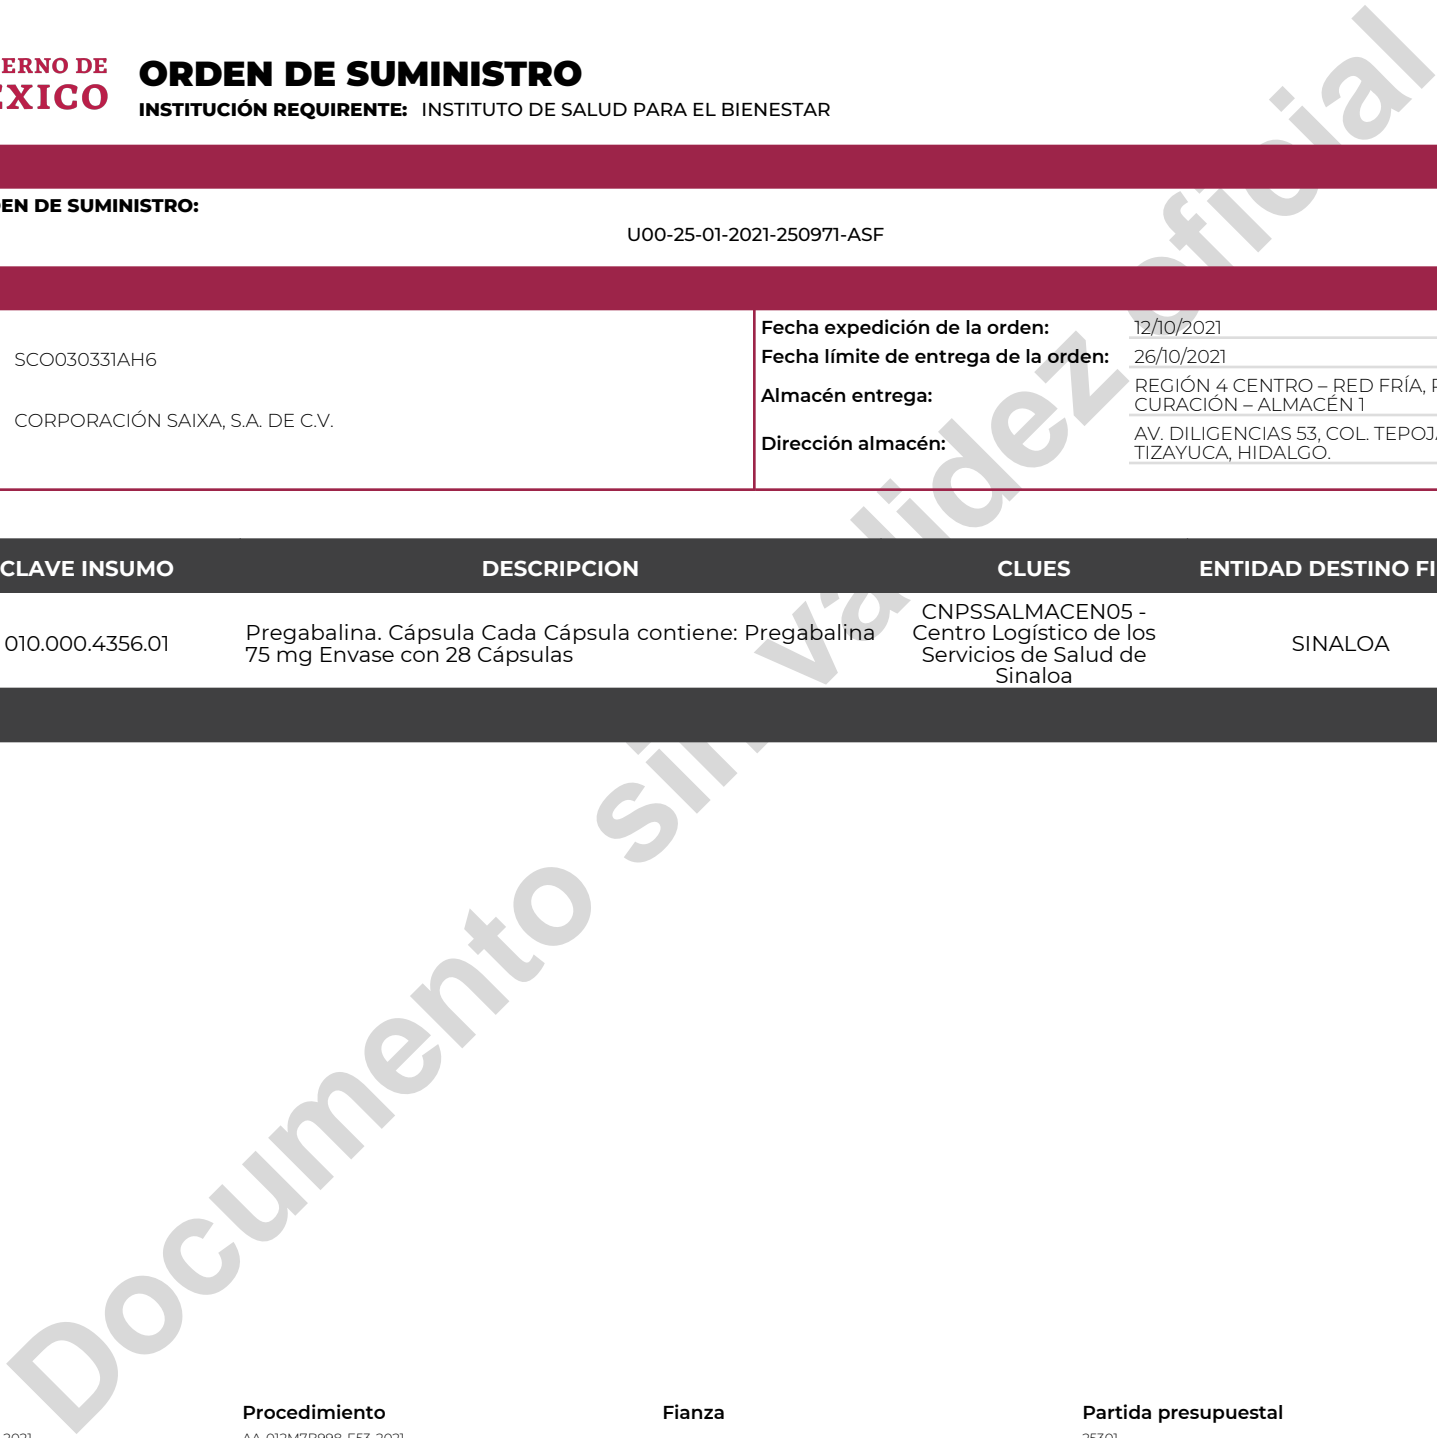 ERNO DE
ORDEN DE SUMINISTRO
EXICO
INSTITUCIÓN REQUIRENTE: INSTITUTO DE SALUD PARA EL BIENESTAR
EN DE SUMINISTRO:
U00-25-01-2021-250971-ASF
Fecha expedición de la orden: 12/10/2021
SCO030331AH6
Fecha límite de entrega de la orden: 26/10/2021
Almacén entrega: REGIÓN 4 CENTRO – RED FRÍA,
CURACIÓN – ALMACÉN 1
CORPORACIÓN SAIXA, S.A. DE C.V.
Dirección almacén: AV. DILIGENCIAS 53, COL. TEPOJA
TIZAYUCA, HIDALGO.
CLAVE INSUMO DESCRIPCION CLUES ENTIDAD DESTINO FI
010.000.4356.01
Pregabalina. Cápsula Cada Cápsula contiene: Pregabalina
75 mg Envase con 28 Cápsulas
CNPSSALMACEN05 -
Centro Logístico de los
Servicios de Salud de
Sinaloa
SINALOA
Documento sin validez oficial
Procedimiento Fianza Partida presupuestal